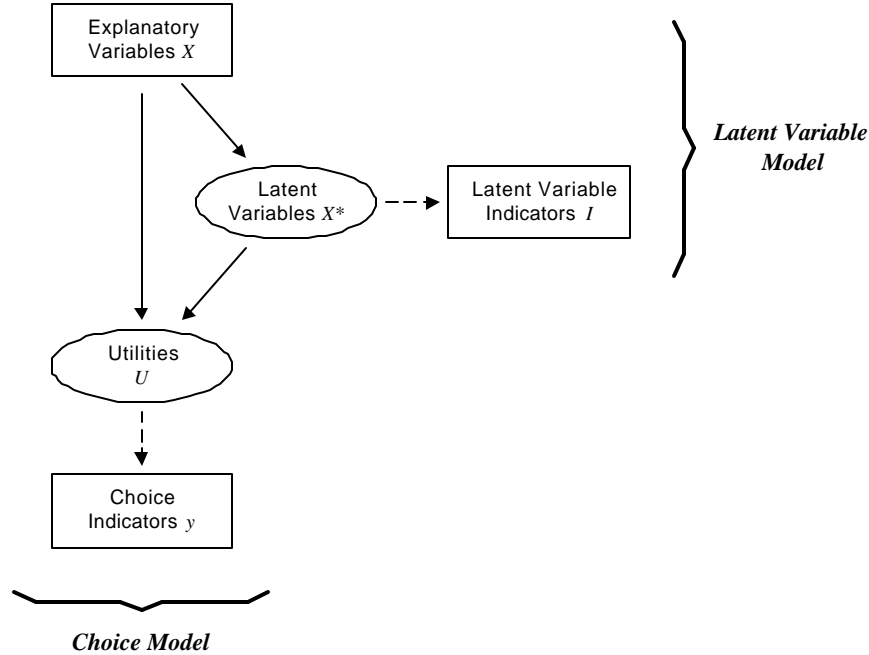 Explanatory
Variables X
Latent Variable
Model
Latent
Variables X*
Latent Variable
Indicators I
Utilities
U
Choice
Indicators y
Choice Model